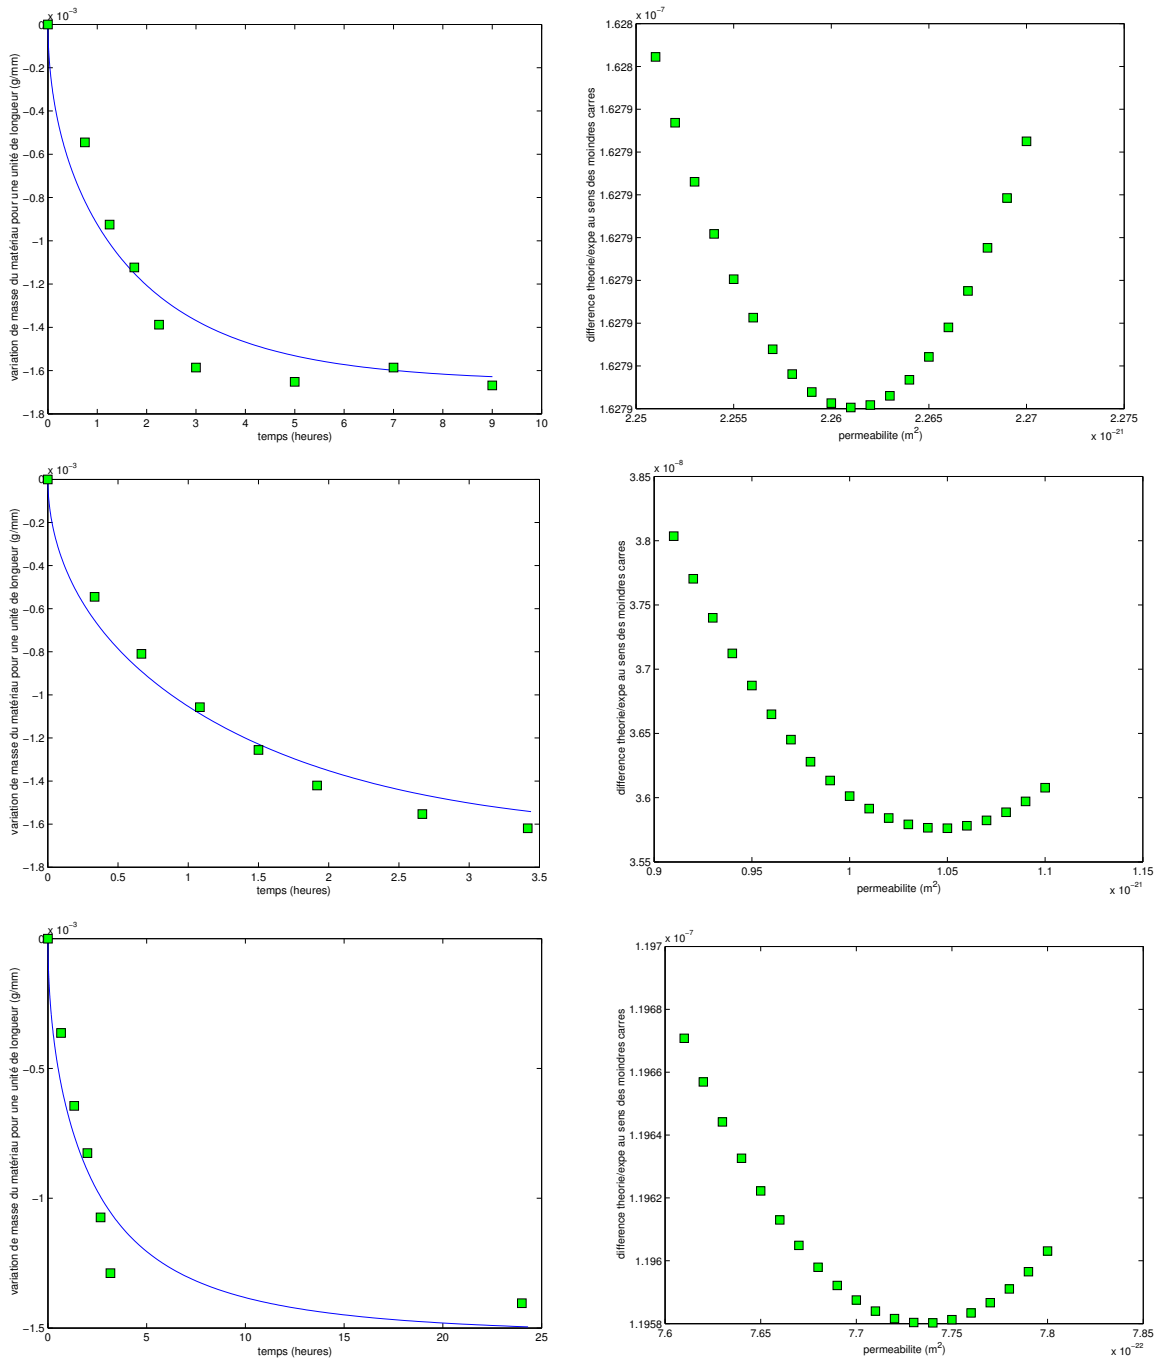 x 10−3
0
−0.2
−0.4
−0.6
−0.8
−1
−1.2
−1.4
−1.6
−1.8
0 1 2 3 4 5 6 7 8 9 10
temps (heures)
variation de masse du matériau pour une unité de longueur (g/mm)
x 10−7
1.628
1.628
1.6279
1.6279
1.6279
1.6279
1.6279
1.6279
1.6279
1.6279
2.25 2.255 2.26 2.265 2.27 2.275
x 10−21
permeabilite (m2)
difference theorie/expe au sens des moindres carres
x 10−3
0
−0.2
−0.4
−0.6
−0.8
−1
−1.2
−1.4
−1.6
−1.8
0 0.5 1 1.5 2 2.5 3 3.5
temps (heures)
variation de masse du matériau pour une unité de longueur (g/mm)
x 10−8
3.85
3.8
3.75
3.7
3.65
3.6
3.55
0.9 0.95 1 1.05 1.1 1.15
x 10−21
permeabilite (m2)
difference theorie/expe au sens des moindres carres
x 10−3
0
−0.5
−1
−1.5
0 5 10 15 20 25
temps (heures)
variation de masse du matériau pour une unité de longueur (g/mm)
x 10−7
1.197
1.1968
1.1966
1.1964
1.1962
1.196
1.1958
7.6 7.65 7.7 7.75 7.8 7.85
x 10−22
permeabilite (m2)
difference theorie/expe au sens des moindres carres